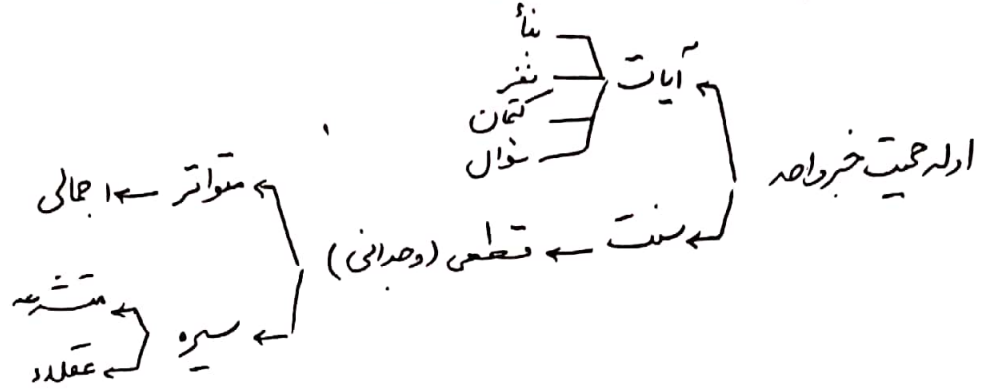 ادله حجیت خبر واحد
آیات
نبأ
نفر
کتمان
سؤال
سنت ← قطعی (وجدانی)
متواتر ← اجمالی
سیره
متشرعه
عقلاء